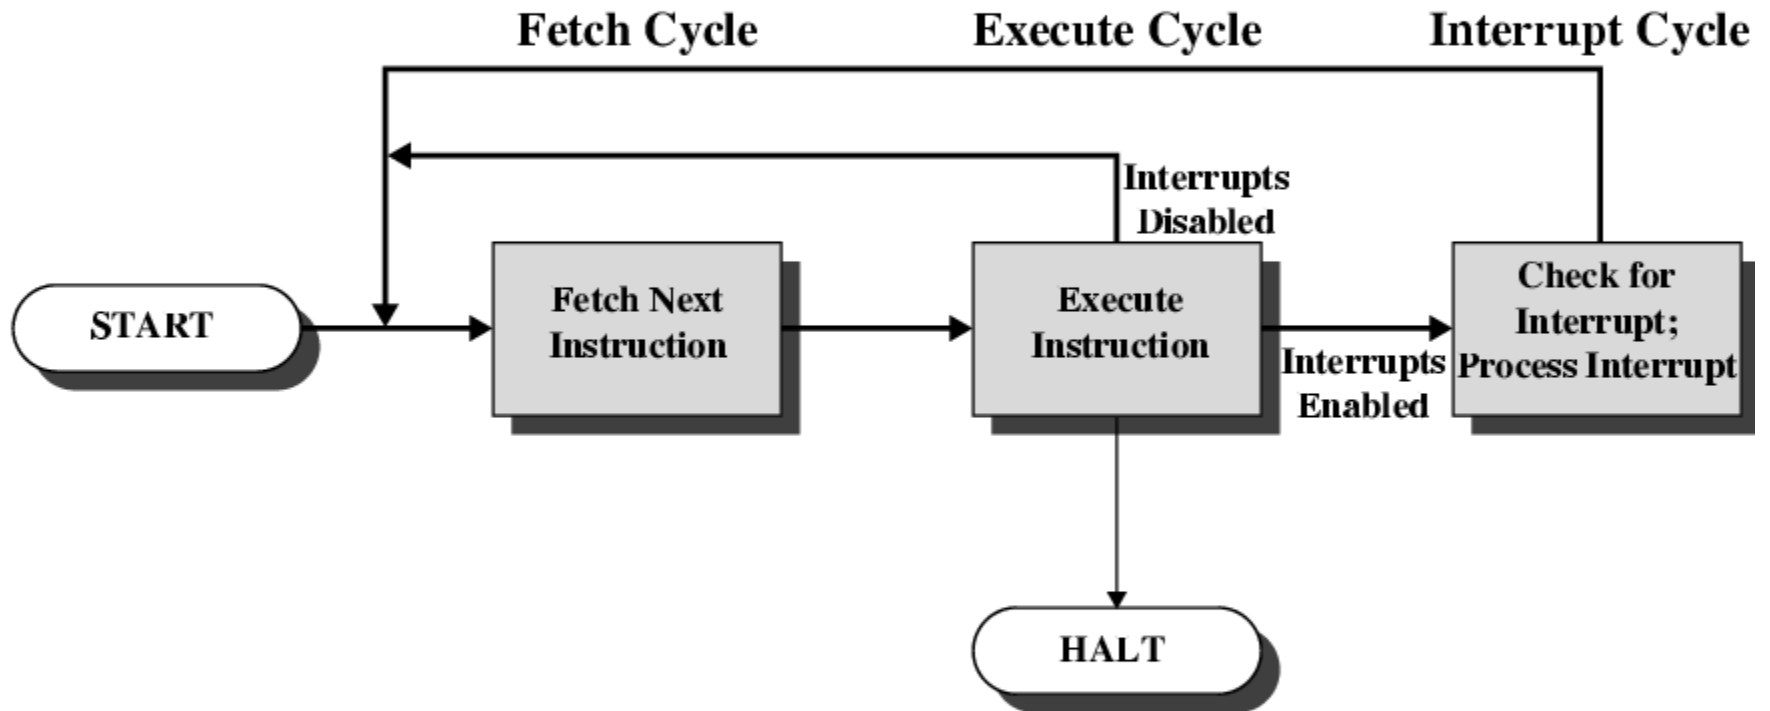 Fetch Cycle
Execute Cycle
Interrupt Cycle
Interrupts
Disabled
START
Fetch Next
Instruction
Execute
Instruction
Interrupts
Enabled
Check for
Interrupt;
Process Interrupt
HALT